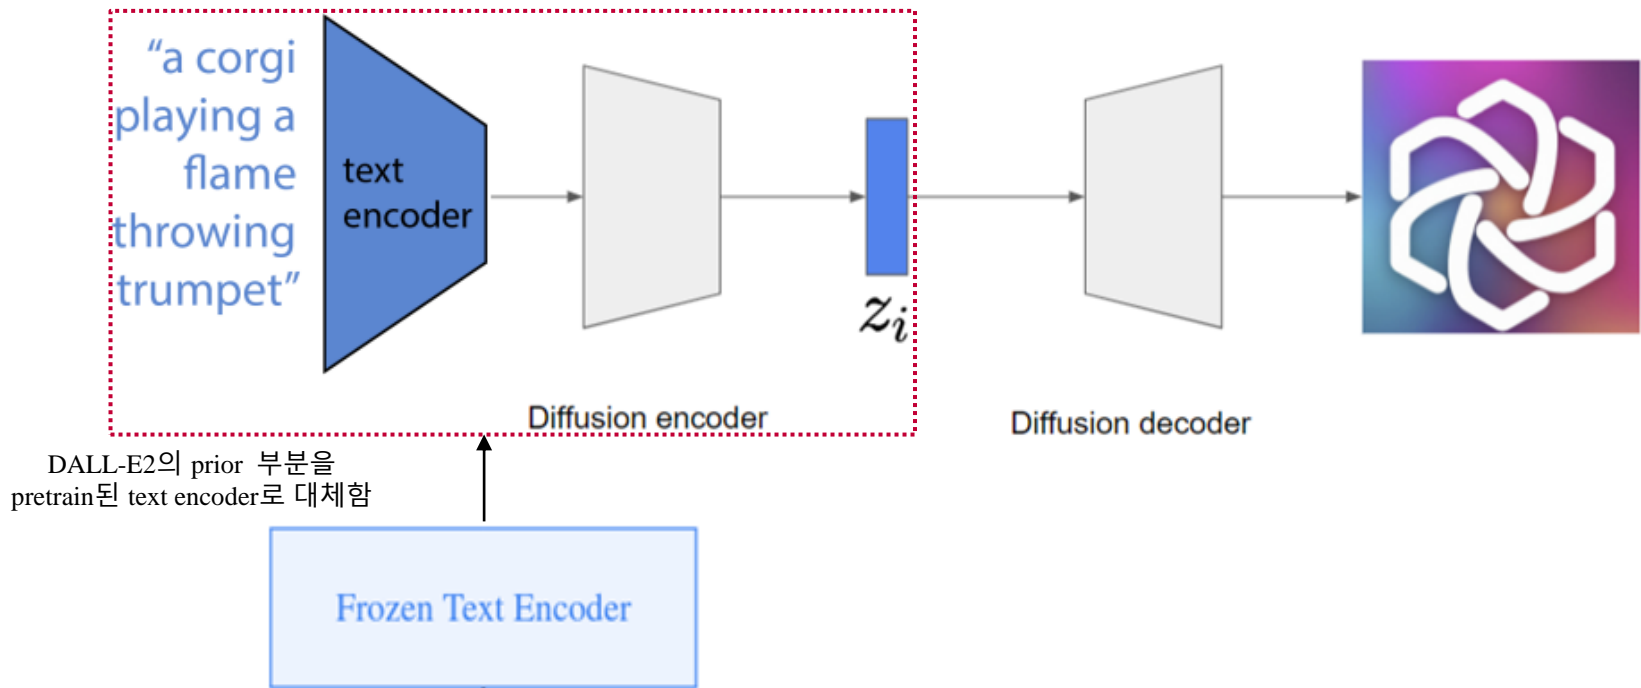 “a corgi
playing a
flame
throwing
trumpet”
text
encoder
zᵢ
Diffusion encoder
Diffusion decoder
DALL-E2의 prior 부분을
pretrain된 text encoder로 대체함
Frozen Text Encoder